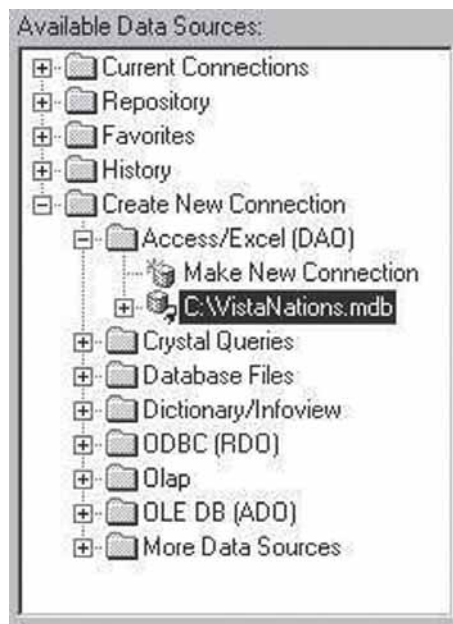 Available Data Sources:
Current Connections
Repository
Favorites
History
Create New Connection
Access/Excel (DAO)
Make New Connection
C:\VistaNations.mdb
Crystal Queries
Database Files
Dictionary/Infoview
ODBC (RDO)
Olap
OLE DB (ADO)
More Data Sources